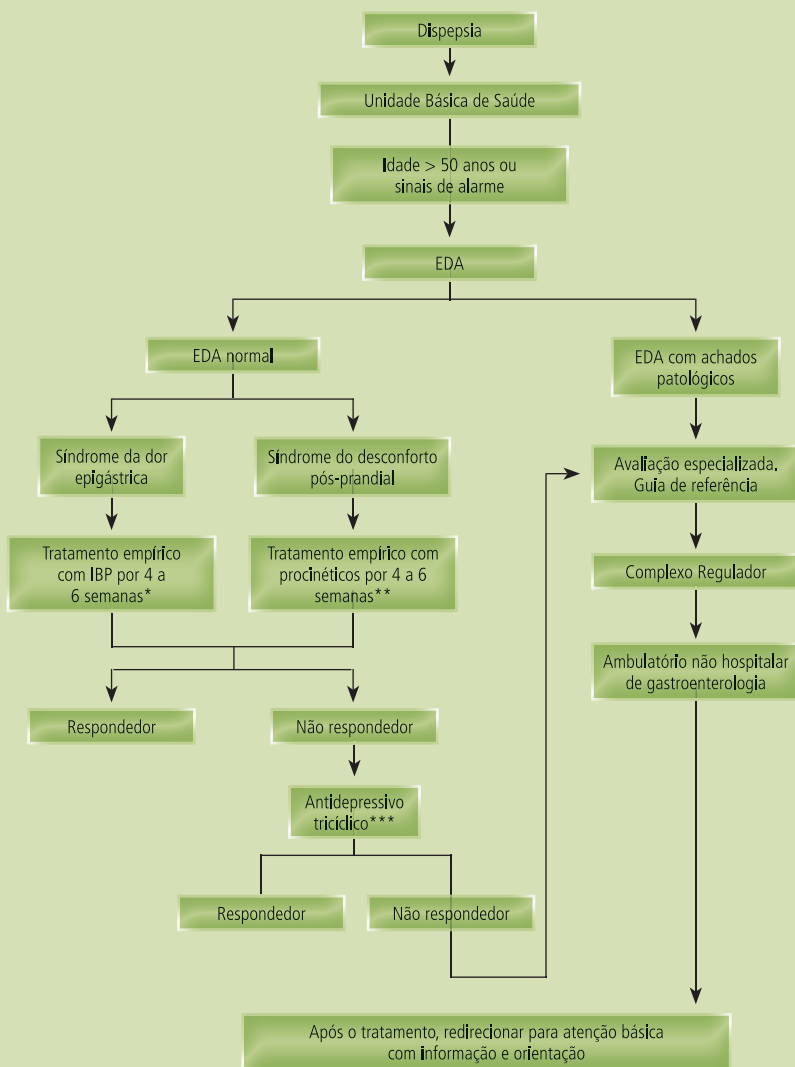 Dispepsia
Unidade Básica de Saúde
Idade > 50 anos ou
sinais de alarme
EDA
EDA normal
EDA com achados
patológicos
Síndrome da dor
epigástrica
Síndrome do desconforto
pós-prandial
Avaliação especializada.
Guia de referência
Tratamento empírico
com IBP por 4 a
6 semanas*
Tratamento empírico com
procinéticos por 4 a 6
semanas**
Complexo Regulador
Ambulatório não hospitalar
de gastroenterologia
Respondedor
Não respondedor
Antidepressivo
tricíclico***
Respondedor
Não respondedor
Após o tratamento, redirecionar para atenção básica
com informação e orientação